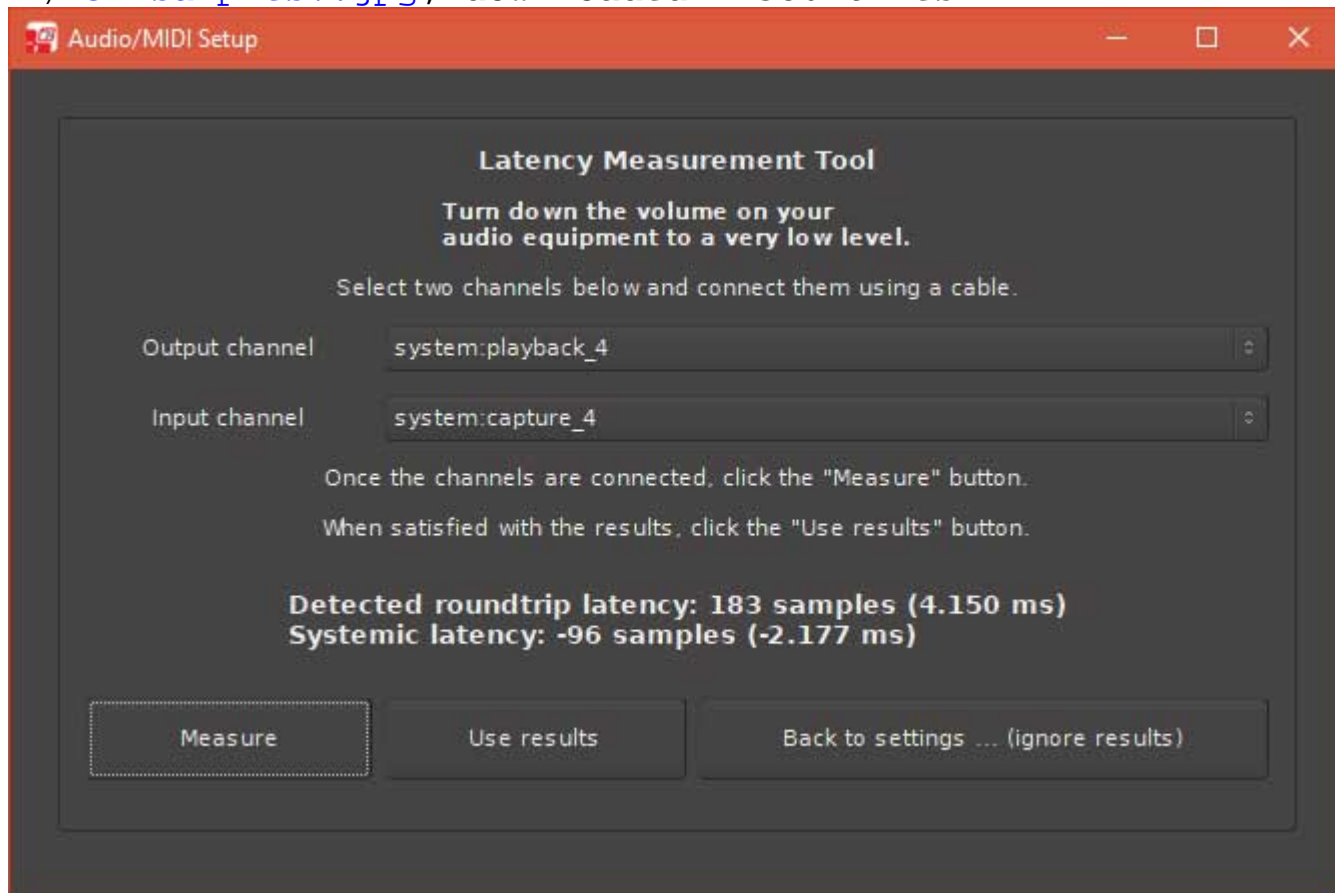 Audio/MIDI Setup
Latency Measurement Tool
Turn down the volume on your
audio equipment to a very low level.
Select two channels below and connect them using a cable.
Output channel system:playback_4
Input channel system:capture_4
Once the channels are connected, click the "Measure" button.
When satisfied with the results, click the "Use results" button.
Detected roundtrip latency: 183 samples (4.150 ms)
Systemic latency: -96 samples (-2.177 ms)
Measure Use results Back to settings ... (ignore results)